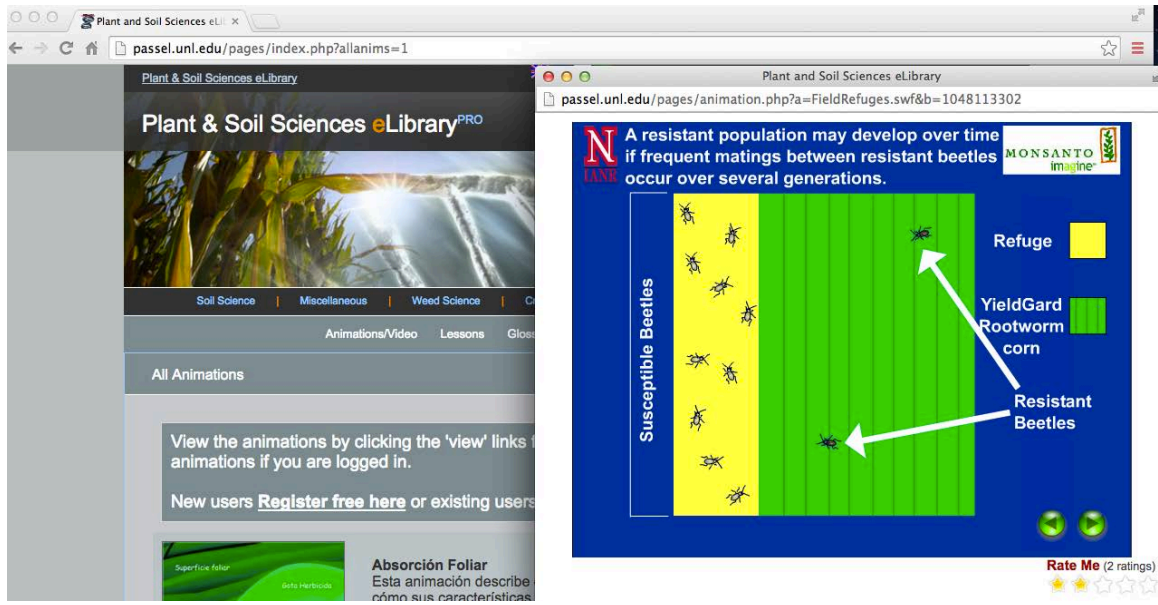 Plant and Soil Sciences eLi
passel.unl.edu/pages/index.php?allanims=1
Plant & Soil Sciences eLibrary
Plant & Soil Sciences eLibraryPRO
Soil Science | Miscellaneous | Weed Science |
Animations/Video Lessons
All Animations
View the animations by clicking the 'view' links
animations if you are logged in.
New users Register free here or existing users
Superficie foliar
Gota Herbicida
Absorción Foliar
Esta animación describe
cómo sus características
Plant and Soil Sciences eLibrary
passel.unl.edu/pages/animation.php?a=FieldRefuges.swf&b=1048113302
N
IANR
A resistant population may develop over time
if frequent matings between resistant beetles
occur over several generations.
MONSANTO
imagine
Susceptible Beetles
Refuge
YieldGard
Rootworm
corn
Resistant
Beetles
Rate Me (2 ratings)